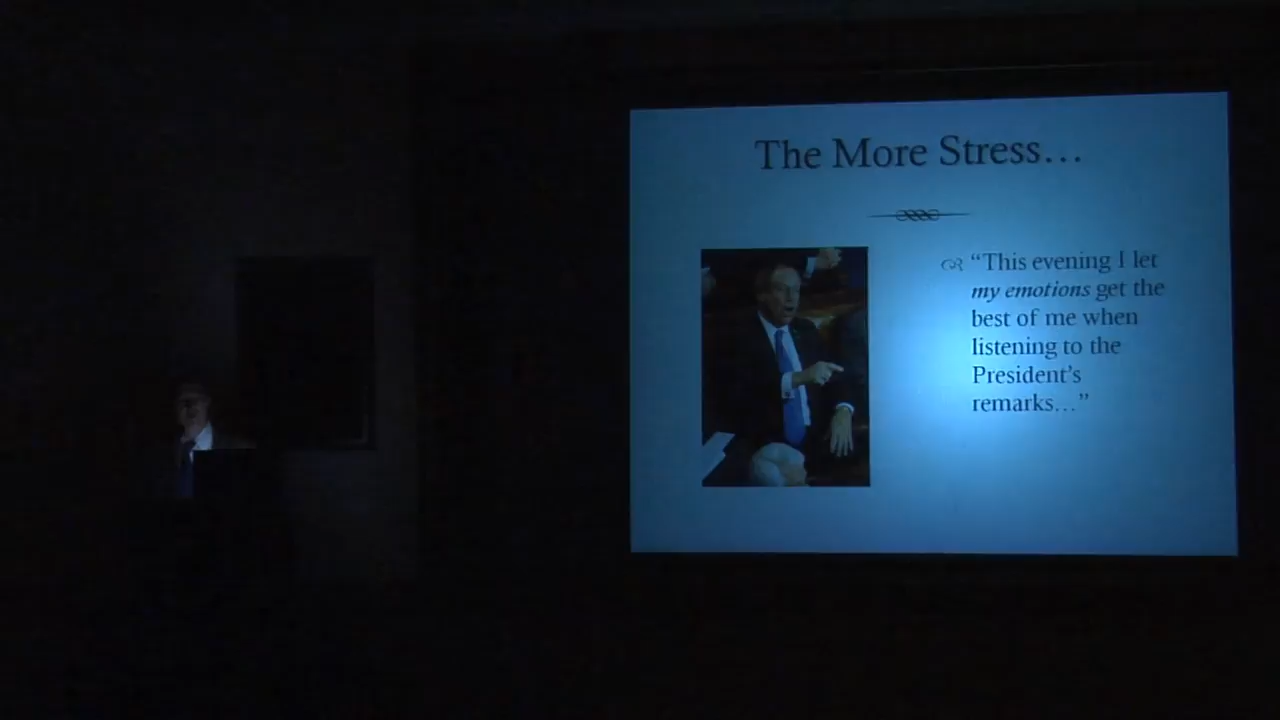 The More Stress…
“This evening I let
my emotions get the
best of me when
listening to the
President’s
remarks…”